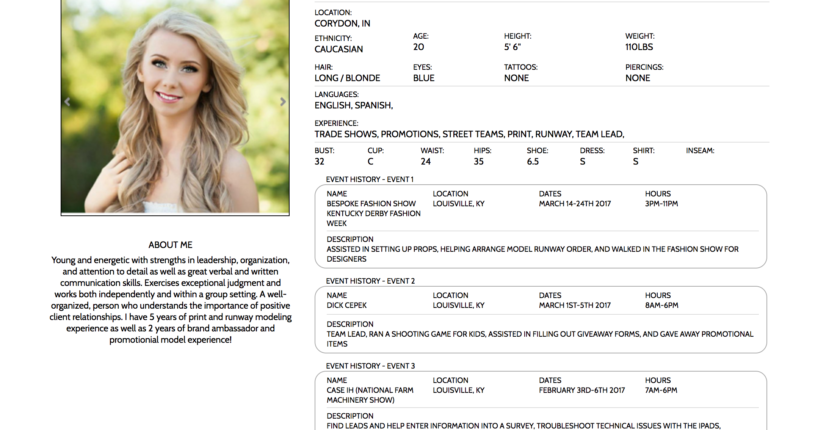 LOCATION:
CORYDON, IN
ETHNICITY: AGE: HEIGHT: WEIGHT:
CAUCASIAN 20 5' 6" 110LBS
HAIR: EYES: TATTOOS: PIERCINGS:
LONG / BLONDE BLUE NONE NONE
LANGUAGES:
ENGLISH, SPANISH,
EXPERIENCE:
TRADE SHOWS, PROMOTIONS, STREET TEAMS, PRINT, RUNWAY, TEAM LEAD,
BUST: CUP: WAIST: HIPS: SHOE: DRESS: SHIRT: INSEAM:
32 C 24 35 6.5 S S
EVENT HISTORY - EVENT 1
NAME LOCATION DATES HOURS
BESPOKE FASHION SHOW LOUISVILLE, KY MARCH 14-24TH 2017 3PM-11PM
KENTUCKY DERBY FASHION
WEEK
DESCRIPTION
ASSISTED IN SETTING UP PROPS, HELPING ARRANGE MODEL RUNWAY ORDER, AND WALKED IN THE FASHION SHOW FOR
DESIGNERS
EVENT HISTORY - EVENT 2
NAME LOCATION DATES HOURS
DICK CEPEK LOUISVILLE, KY MARCH 1ST-5TH 2017 8AM-6PM
DESCRIPTION
TEAM LEAD, RAN A SHOOTING GAME FOR KIDS, ASSISTED IN FILLING OUT GIVEAWAY FORMS, AND GAVE AWAY PROMOTIONAL
ITEMS
EVENT HISTORY - EVENT 3
NAME LOCATION DATES HOURS
CASE IH (NATIONAL FARM LOUISVILLE, KY FEBRUARY 3RD-6TH 2017 7AM-6PM
MACHINERY SHOW)
DESCRIPTION
FIND LEADS AND HELP ENTER INFORMATION INTO A SURVEY, TROUBLESHOOT TECHNICAL ISSUES WITH THE IPADS,
ABOUT ME
Young and energetic with strengths in leadership, organization,
and attention to detail as well as great verbal and written
communication skills. Exercises exceptional judgment and
works both independently and within a group setting. A well-
organized, person who understands the importance of positive
client relationships. I have 5 years of print and runway modeling
experience as well as 2 years of brand ambassador and
promotionial model experience!